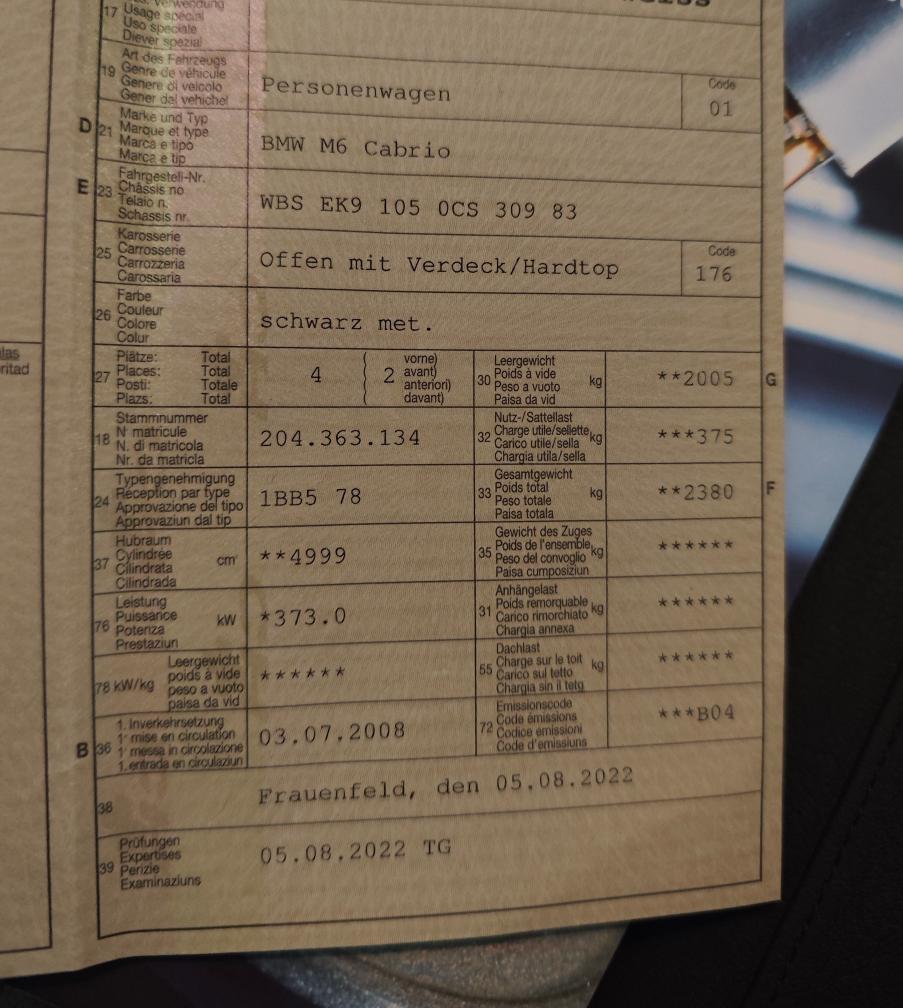 17 Usage spécial
Uso speciale
Diever spezial
19 Art des Fahrzeugs
Genre de véhicule
Genere di veicolo
Gener dal vehichel
Personenwagen
Code
01
D 21 Marke und Typ
Marque et type
Marca e tipo
Marca e tip
BMW M6 Cabrio
E 23 Fahrgestell-Nr.
Châssis no
Telaio n.
Schassis nr.
WBS EK9 105 0CS 309 83
25 Karosserie
Carrosserie
Carrozzeria
Carossaria
Offen mit Verdeck/Hardtop
Code
176
26 Farbe
Couleur
Colore
Colur
schwarz met.
27 Plätze: Total
Places: Total
Posti: Totale
Plazs: Total
4 ( 2 vorne)
avant)
anteriori)
davant)
30 Leergewicht
Poids à vide
Peso a vuoto
Paisa da vid
kg
**2005 G
18 Stammnummer
N matricule
N. di matricola
Nr. da matricla
204.363.134
32 Nutz-/Sattellast
Charge utile/sellette
Carico utile/sella
Chargia utila/sella
kg
***375
24 Typengenehmigung
Réception par type
Approvazione del tipo
Approvaziun dal tip
1BB5 78
33 Gesamtgewicht
Poids total
Peso totale
Paisa totala
kg
**2380 F
37 Hubraum
Cylindrée
Cilindrata
Cilindrada
cm³
**4999
35 Gewicht des Zuges
Poids de l'ensemble
Peso del convoglio
Paisa cumposiziun
kg
******
76 Leistung
Puissance
Potenza
Prestaziun
kW
*373.0
31 Anhängelast
Poids remorquable
Carico rimorchiato
Chargia annexa
kg
******
78 kW/kg Leergewicht
poids à vide
peso a vuoto
paisa da vid
******
55 Dachlast
Charge sur le toit
Carico sul tetto
Chargia sin il tetg
kg
******
B 36 1. Inverkehrsetzung
1ʳ mise en circulation
1ʳ messa in circolazione
1. entrada en circulaziun
03.07.2008
72 Emissionscode
Code émissions
Codice emissioni
Code d'emissiuns
***B04
38
Frauenfeld, den 05.08.2022
39 Prüfungen
Expertises
Perizie
Examinaziuns
05.08.2022 TG